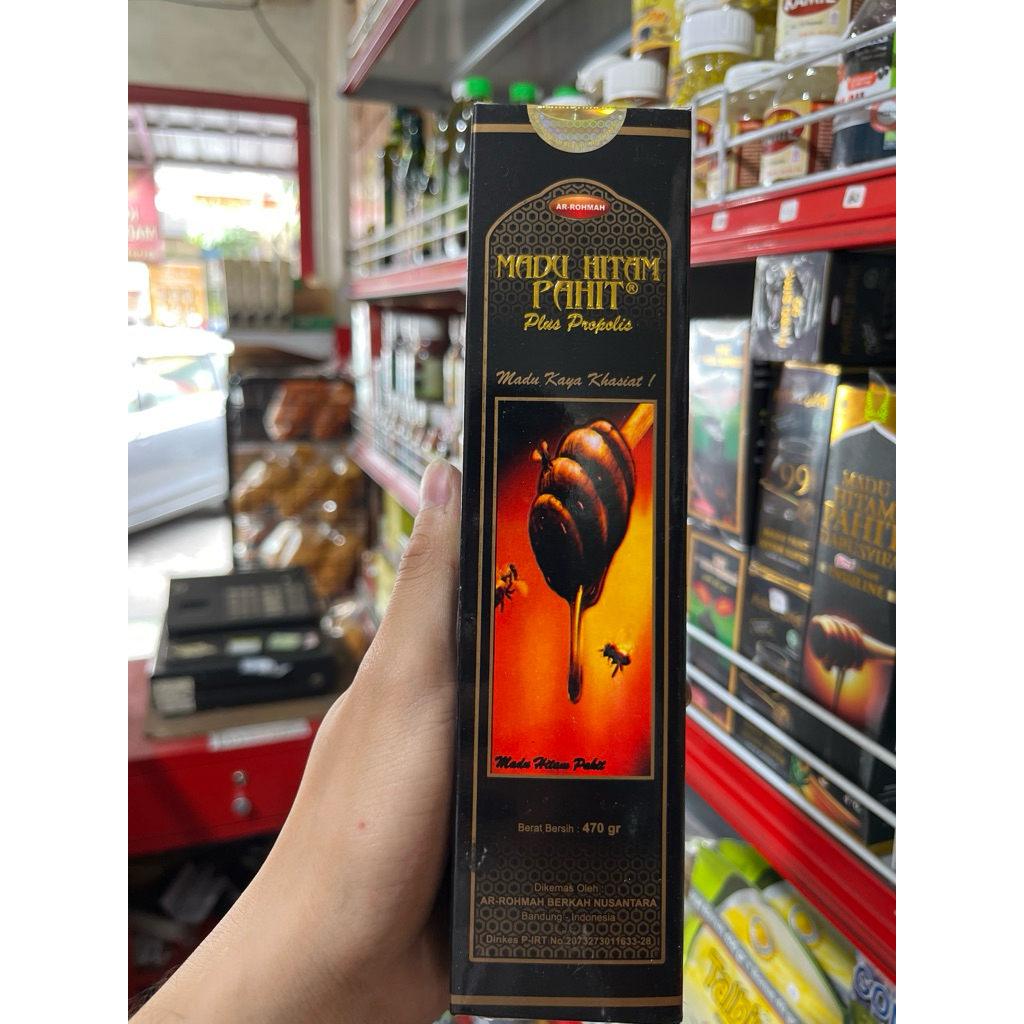 AR-ROHMAH
MADU HITAM
PAHIT®
Plus Propolis
Madu Kaya Khasiat !
Madu Hitam Pahit
Berat Bersih : 470 gr
Dikemas Oleh :
AR-ROHMAH BERKAH NUSANTARA
Bandung - Indonesia
Dinkes P-IRT No.2073273011633-28
99
MADU
HITAM
PAHIT